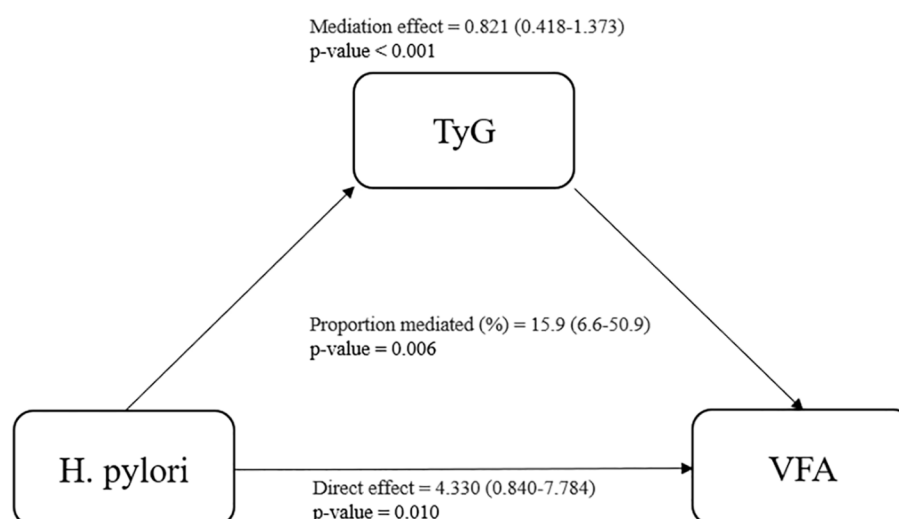 Mediation effect = 0.821 (0.418-1.373)
p-value < 0.001
TyG
Proportion mediated (%) = 15.9 (6.6-50.9)
p-value = 0.006
H. pylori
VFA
Direct effect = 4.330 (0.840-7.784)
p-value = 0.010